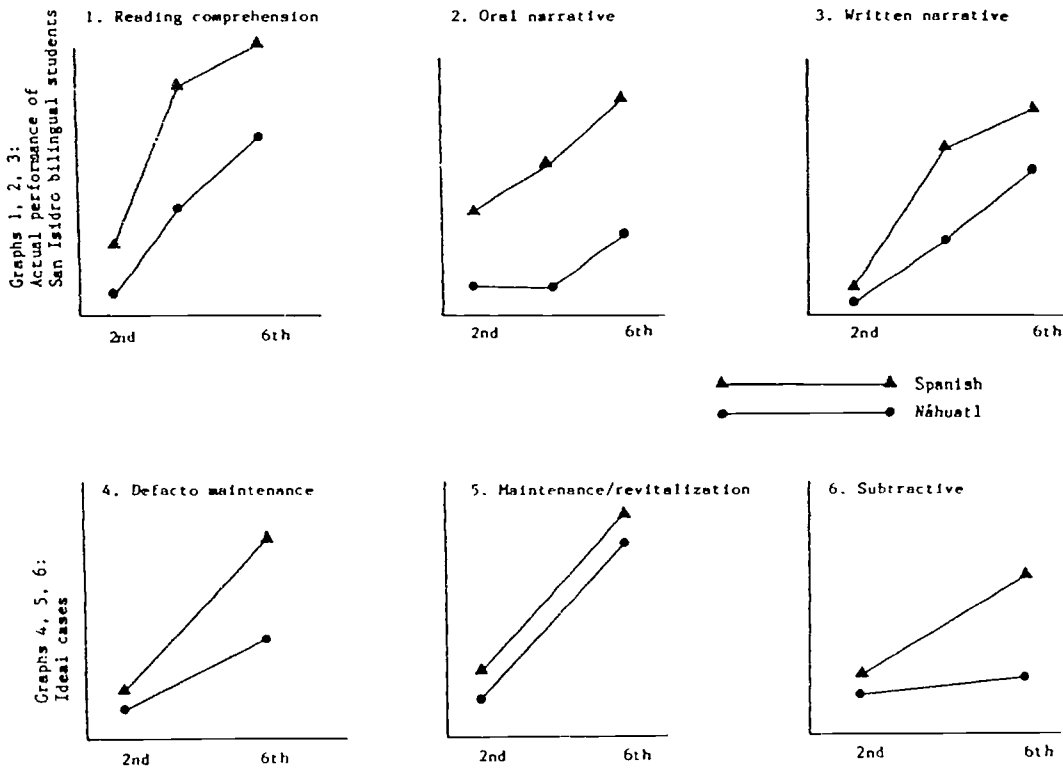 Graphs 1, 2, 3:
Actual performance of
San Isidro bilingual students
1. Reading comprehension
2nd 6th
2. Oral narrative
2nd 6th
3. Written narrative
2nd 6th
Spanish
Náhuatl
Graphs 4, 5, 6:
Ideal cases
4. Defacto maintenance
2nd 6th
5. Maintenance/revitalization
2nd 6th
6. Subtractive
2nd 6th